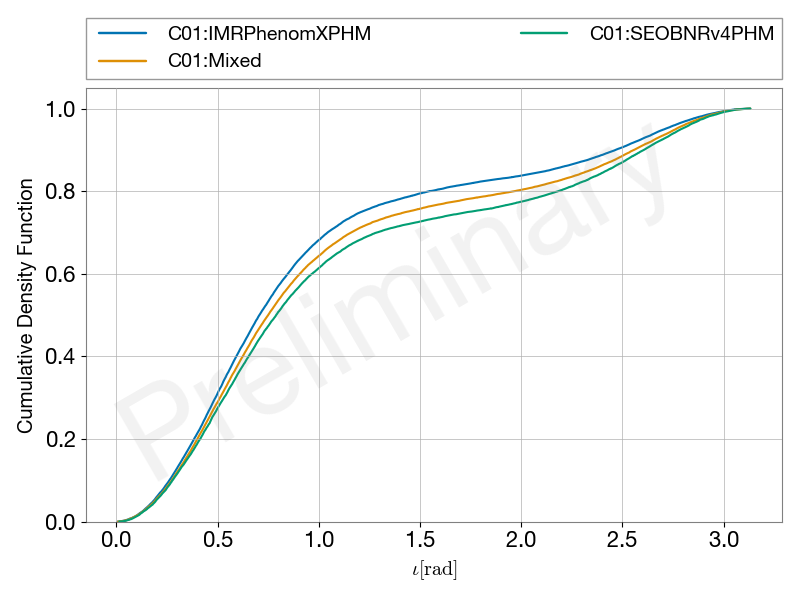 C01:IMRPhenomXPHM
C01:SEOBNRv4PHM
C01:Mixed
Cumulative Density Function
1.0
0.8
0.6
0.4
0.2
0.0
Preliminary
0.0 0.5 1.0 1.5 2.0 2.5 3.0
ι[rad]